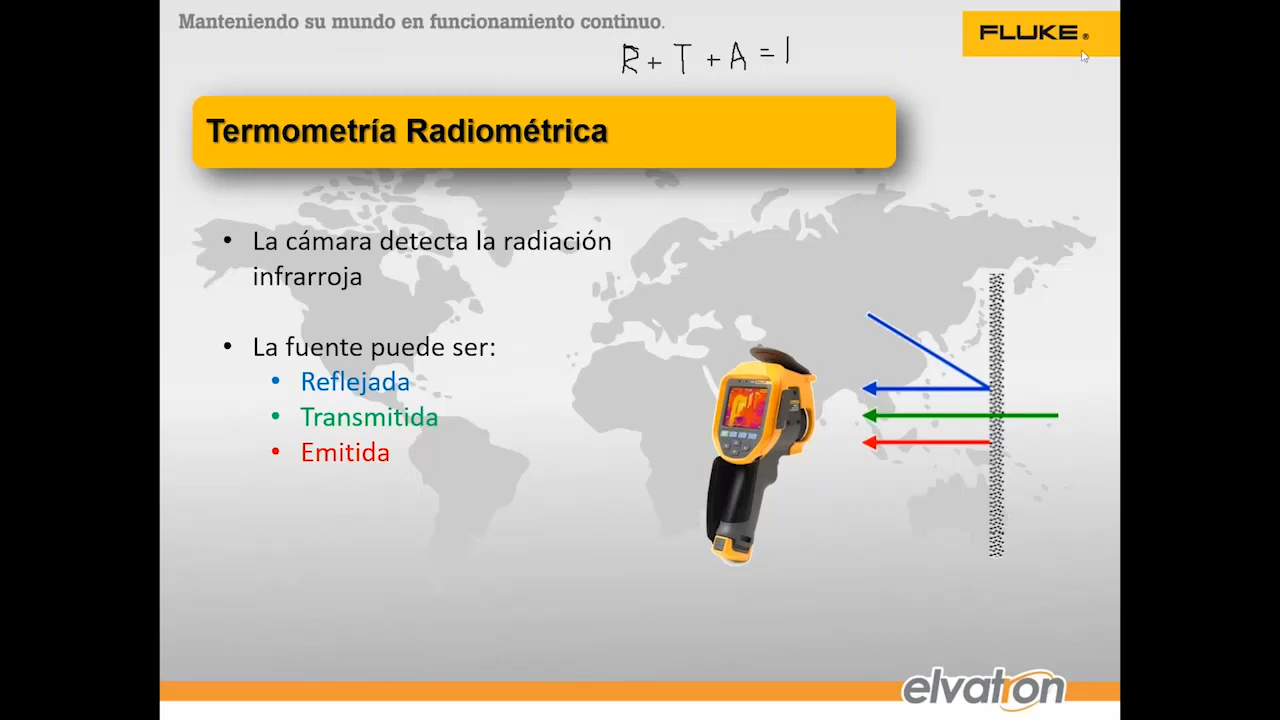 Manteniendo su mundo en funcionamiento continuo.
FLUKE®
R + T + A = 1
Termometría Radiométrica
• La cámara detecta la radiación
infrarroja
• La fuente puede ser:
• Reflejada
• Transmitida
• Emitida
elvatron